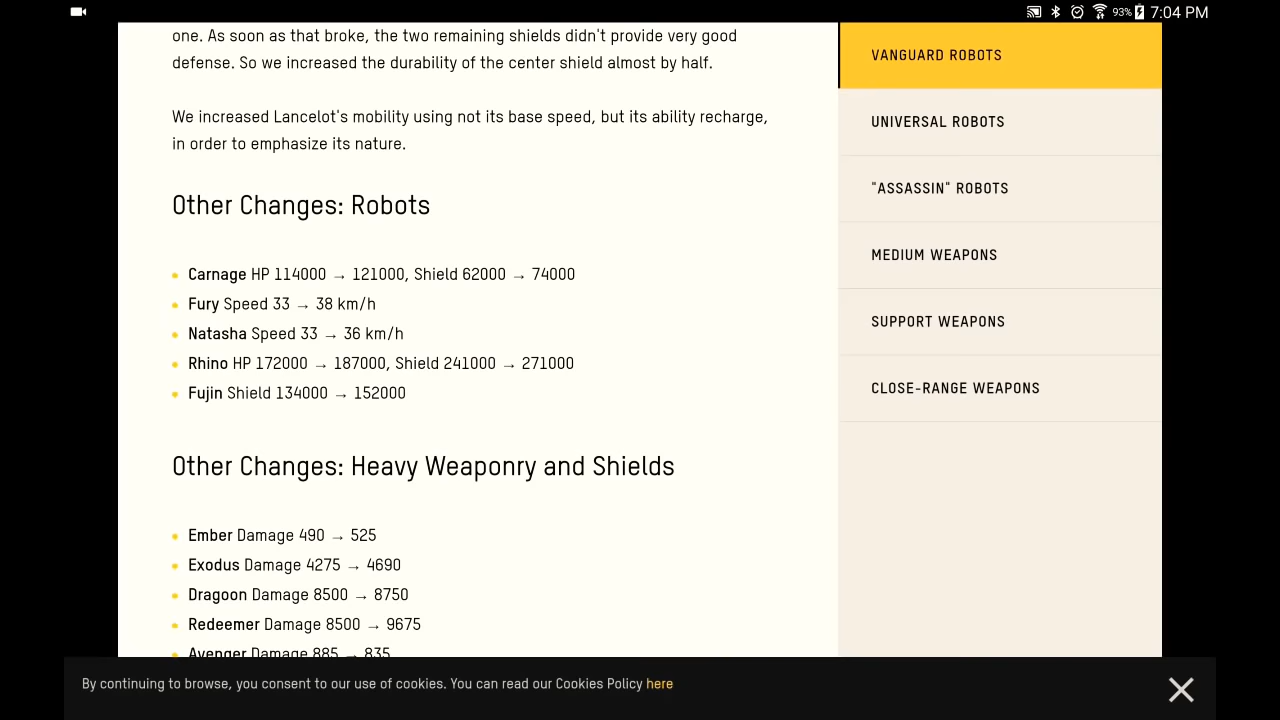 93% 7:04 PM
one. As soon as that broke, the two remaining shields didn't provide very good
defense. So we increased the durability of the center shield almost by half.
We increased Lancelot's mobility using not its base speed, but its ability recharge,
in order to emphasize its nature.
Other Changes: Robots
Carnage HP 114000 → 121000, Shield 62000 → 74000
Fury Speed 33 → 38 km/h
Natasha Speed 33 → 36 km/h
Rhino HP 172000 → 187000, Shield 241000 → 271000
Fujin Shield 134000 → 152000
Other Changes: Heavy Weaponry and Shields
Ember Damage 490 → 525
Exodus Damage 4275 → 4690
Dragoon Damage 8500 → 8750
Redeemer Damage 8500 → 9675
Avenger Damage 885 → 835
VANGUARD ROBOTS
UNIVERSAL ROBOTS
"ASSASSIN" ROBOTS
MEDIUM WEAPONS
SUPPORT WEAPONS
CLOSE-RANGE WEAPONS
By continuing to browse, you consent to our use of cookies. You can read our Cookies Policy here